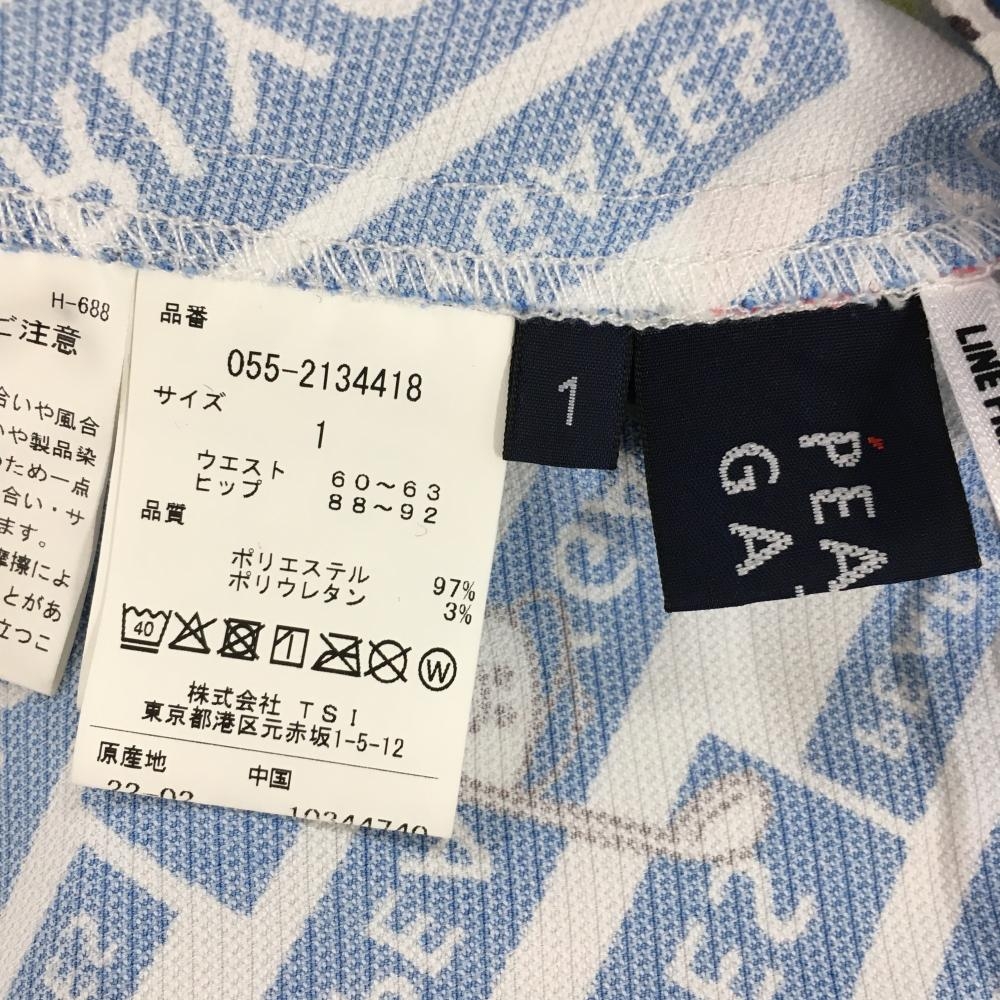 H-688
ご注意
合いや風合
いや製品染
ため一点
合い・サ
ます。
摩擦によ
とがあ
立つこ
品番
055-2134418
サイズ
1
ウエスト 60～63
ヒップ 88～92
品質
ポリエステル 97%
ポリウレタン 3%
40
W
株式会社 TSI
東京都港区元赤坂1-5-12
原産地 中国
1
PEA
GA
LINE
GATES